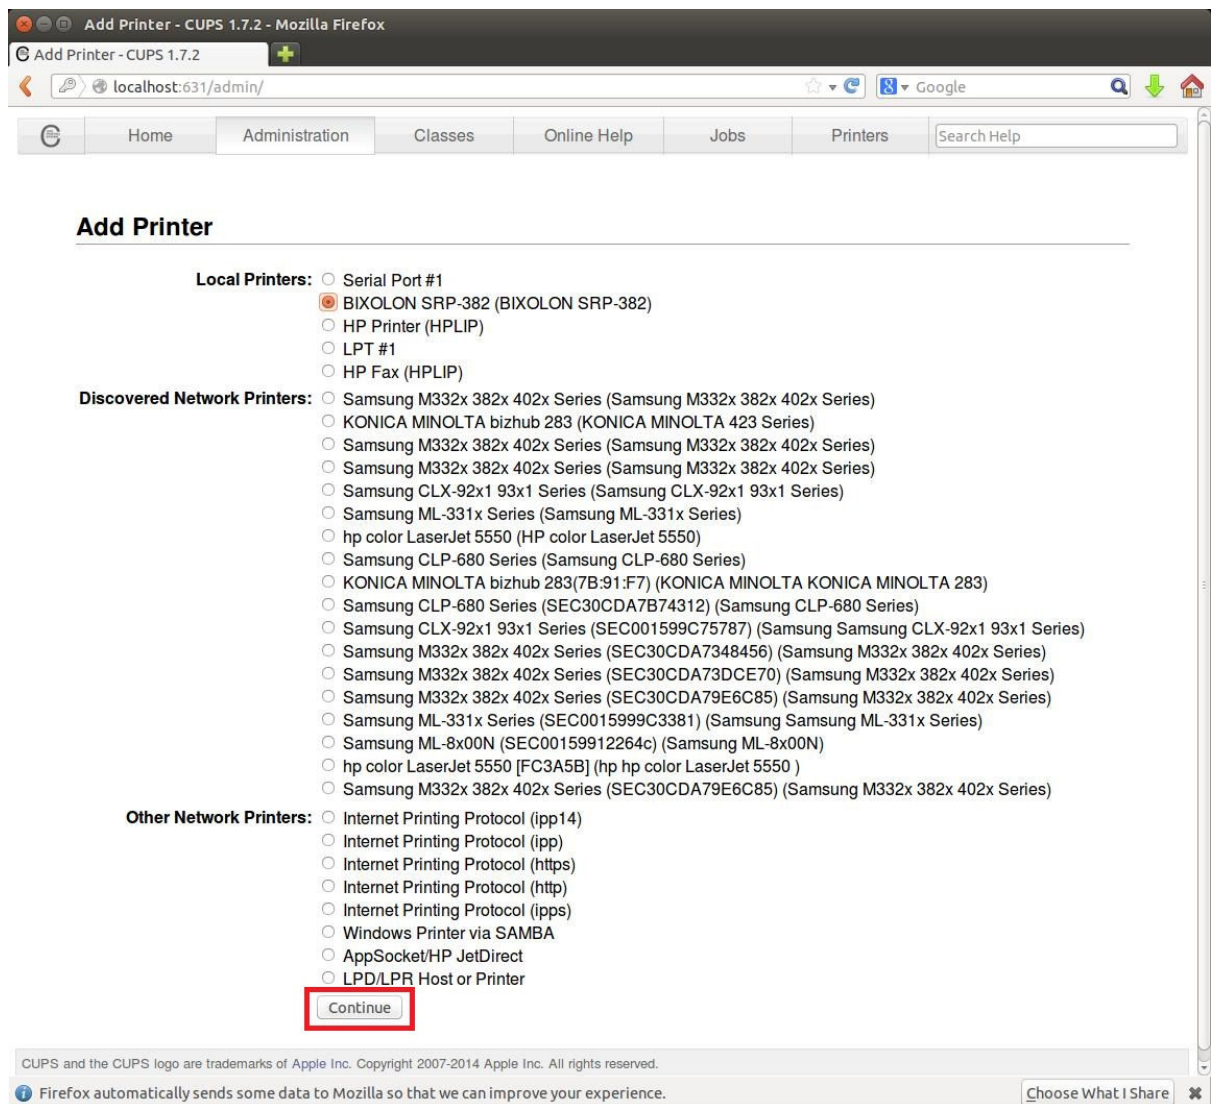 Add Printer - CUPS 1.7.2 - Mozilla Firefox
Add Printer - CUPS 1.7.2
localhost:631/admin/
Google
Home Administration Classes Online Help Jobs Printers Search Help
Add Printer
Local Printers: Serial Port #1
BIXOLON SRP-382 (BIXOLON SRP-382)
HP Printer (HPLIP)
LPT #1
HP Fax (HPLIP)
Discovered Network Printers: Samsung M332x 382x 402x Series (Samsung M332x 382x 402x Series)
KONICA MINOLTA bizhub 283 (KONICA MINOLTA 423 Series)
Samsung M332x 382x 402x Series (Samsung M332x 382x 402x Series)
Samsung M332x 382x 402x Series (Samsung M332x 382x 402x Series)
Samsung CLX-92x1 93x1 Series (Samsung CLX-92x1 93x1 Series)
Samsung ML-331x Series (Samsung ML-331x Series)
hp color LaserJet 5550 (HP color LaserJet 5550)
Samsung CLP-680 Series (Samsung CLP-680 Series)
KONICA MINOLTA bizhub 283(7B:91:F7) (KONICA MINOLTA KONICA MINOLTA 283)
Samsung CLP-680 Series (SEC30CDA7B74312) (Samsung CLP-680 Series)
Samsung CLX-92x1 93x1 Series (SEC001599C75787) (Samsung Samsung CLX-92x1 93x1 Series)
Samsung M332x 382x 402x Series (SEC30CDA7348456) (Samsung M332x 382x 402x Series)
Samsung M332x 382x 402x Series (SEC30CDA73DCE70) (Samsung M332x 382x 402x Series)
Samsung M332x 382x 402x Series (SEC30CDA79E6C85) (Samsung M332x 382x 402x Series)
Samsung ML-331x Series (SEC0015999C3381) (Samsung Samsung ML-331x Series)
Samsung ML-8x00N (SEC00159912264c) (Samsung ML-8x00N)
hp color LaserJet 5550 [FC3A5B] (hp hp color LaserJet 5550 )
Samsung M332x 382x 402x Series (SEC30CDA79E6C85) (Samsung M332x 382x 402x Series)
Other Network Printers: Internet Printing Protocol (ipp14)
Internet Printing Protocol (ipp)
Internet Printing Protocol (https)
Internet Printing Protocol (http)
Internet Printing Protocol (ipps)
Windows Printer via SAMBA
AppSocket/HP JetDirect
LPD/LPR Host or Printer
Continue
CUPS and the CUPS logo are trademarks of Apple Inc. Copyright 2007-2014 Apple Inc. All rights reserved.
Firefox automatically sends some data to Mozilla so that we can improve your experience. Choose What I Share